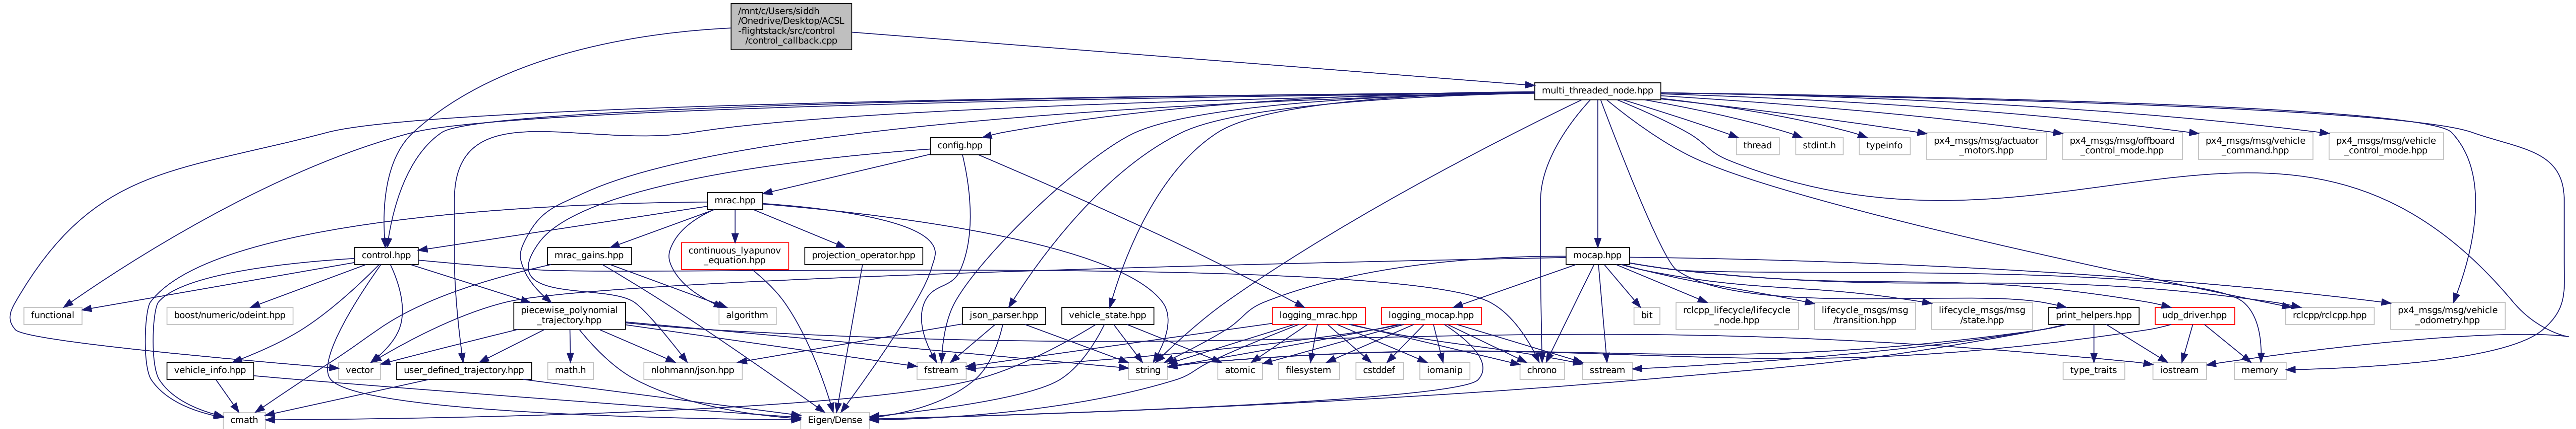 /mnt/c/Users/siddh
/Onedrive/Desktop/ACSL
-flightstack/src/control
/control_callback.cpp
multi_threaded_node.hpp
config.hpp
thread
stdint.h
typeinfo
px4_msgs/msg/actuator
_motors.hpp
px4_msgs/msg/offboard
_control_mode.hpp
px4_msgs/msg/vehicle
_command.hpp
px4_msgs/msg/vehicle
_control_mode.hpp
mrac.hpp
control.hpp
mrac_gains.hpp
continuous_lyapunov
_equation.hpp
projection_operator.hpp
mocap.hpp
functional
boost/numeric/odeint.hpp
piecewise_polynomial
_trajectory.hpp
algorithm
json_parser.hpp
vehicle_state.hpp
logging_mrac.hpp
logging_mocap.hpp
bit
rclcpp_lifecycle/lifecycle
_node.hpp
lifecycle_msgs/msg
/transition.hpp
lifecycle_msgs/msg
/state.hpp
print_helpers.hpp
udp_driver.hpp
rclcpp/rclcpp.hpp
px4_msgs/msg/vehicle
_odometry.hpp
vehicle_info.hpp
vector
user_defined_trajectory.hpp
math.h
nlohmann/json.hpp
fstream
string
atomic
filesystem
cstddef
iomanip
chrono
sstream
type_traits
iostream
memory
cmath
Eigen/Dense